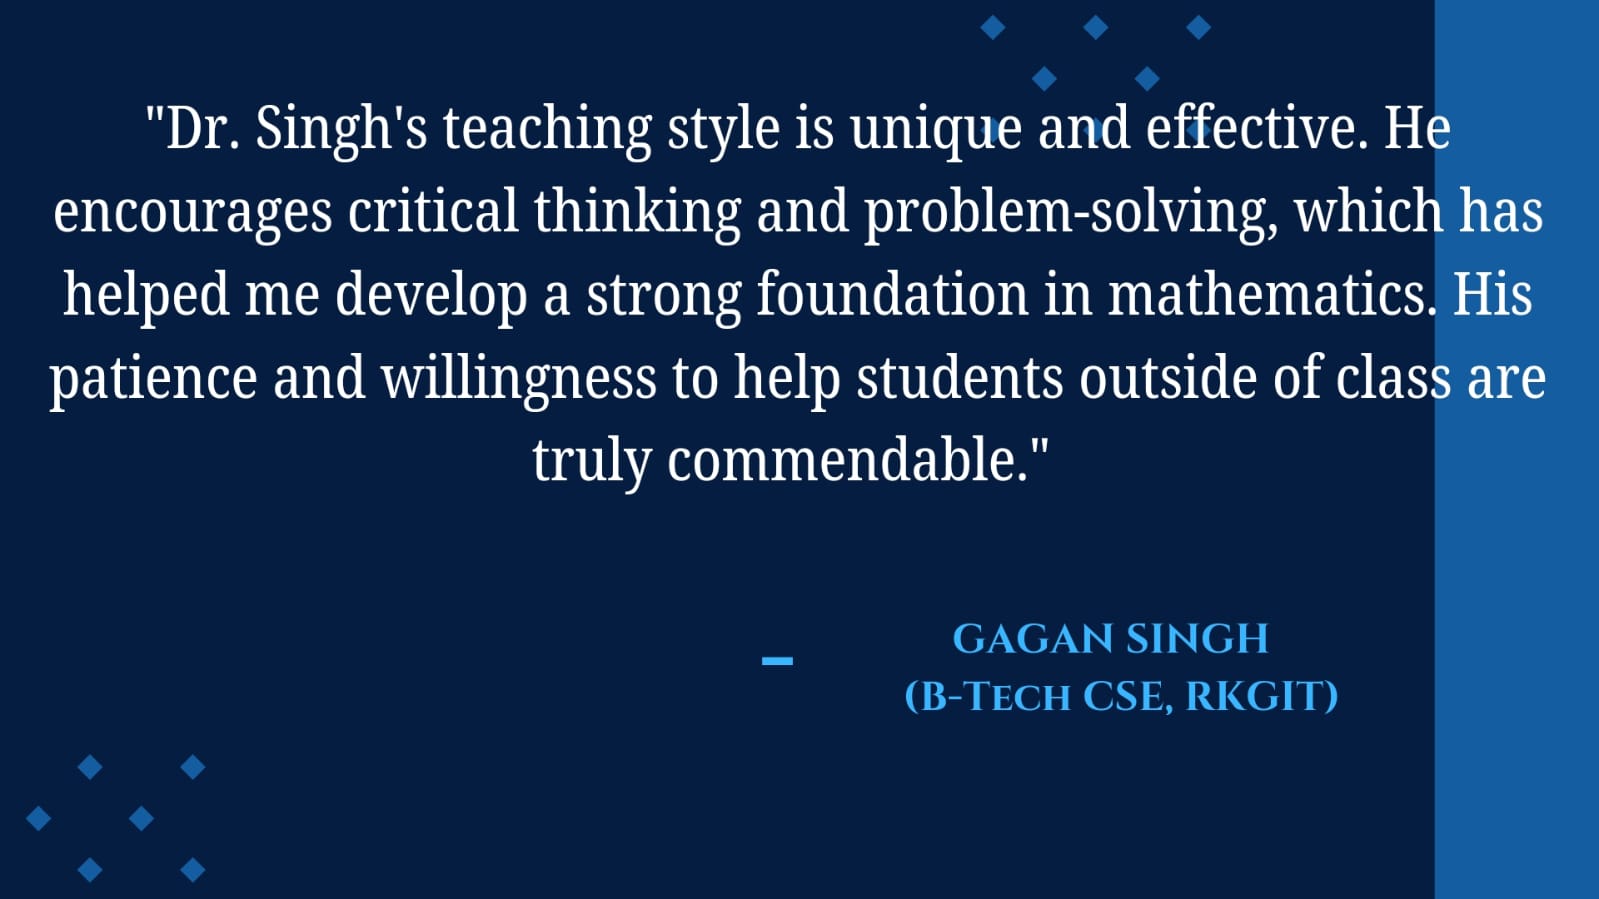 "Dr. Singh's teaching style is unique and effective. He
encourages critical thinking and problem-solving, which has
helped me develop a strong foundation in mathematics. His
patience and willingness to help students outside of class are
truly commendable."
–
GAGAN SINGH
(B-Tech CSE, RKGIT)